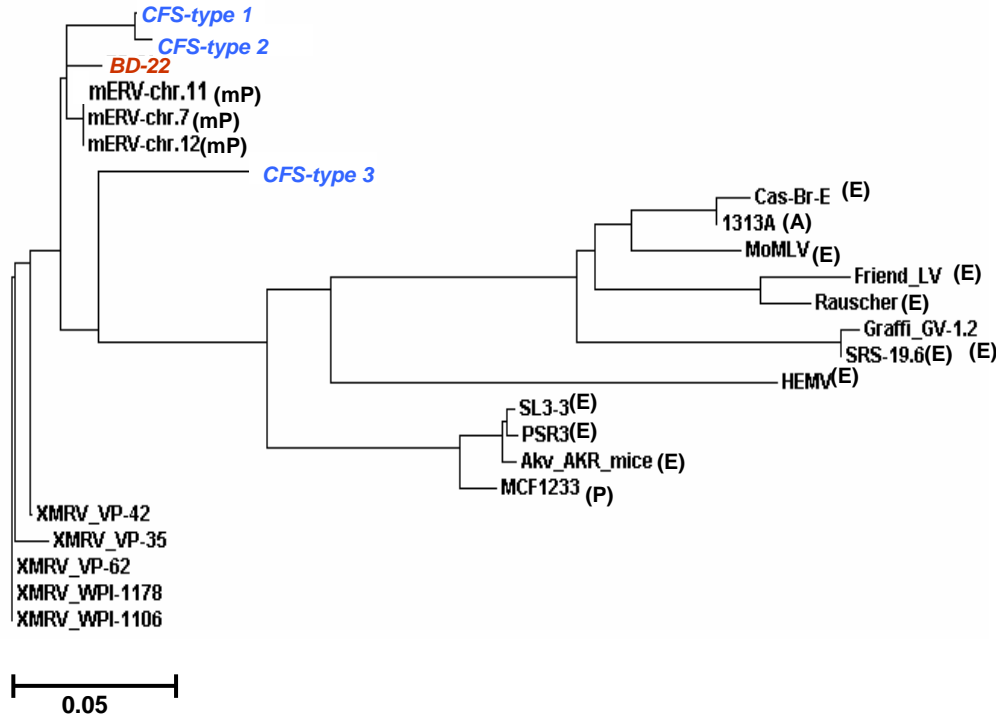 CFS-type 1
CFS-type 2
BD-22
mERV-chr.11 (mP)
mERV-chr.7 (mP)
mERV-chr.12(mP)
CFS-type 3
Cas-Br-E (E)
1313A (A)
MoMLV (E)
Friend_LV (E)
Rauscher (E)
Graffi_GV-1.2 (E)
SRS-19.6(E)
HEMV(E)
SL3-3(E)
PSR3(E)
Akv_AKR_mice (E)
MCF1233 (P)
XMRV_VP-42
XMRV_VP-35
XMRV_VP-62
XMRV_WPI-1178
XMRV_WPI-1106
0.05